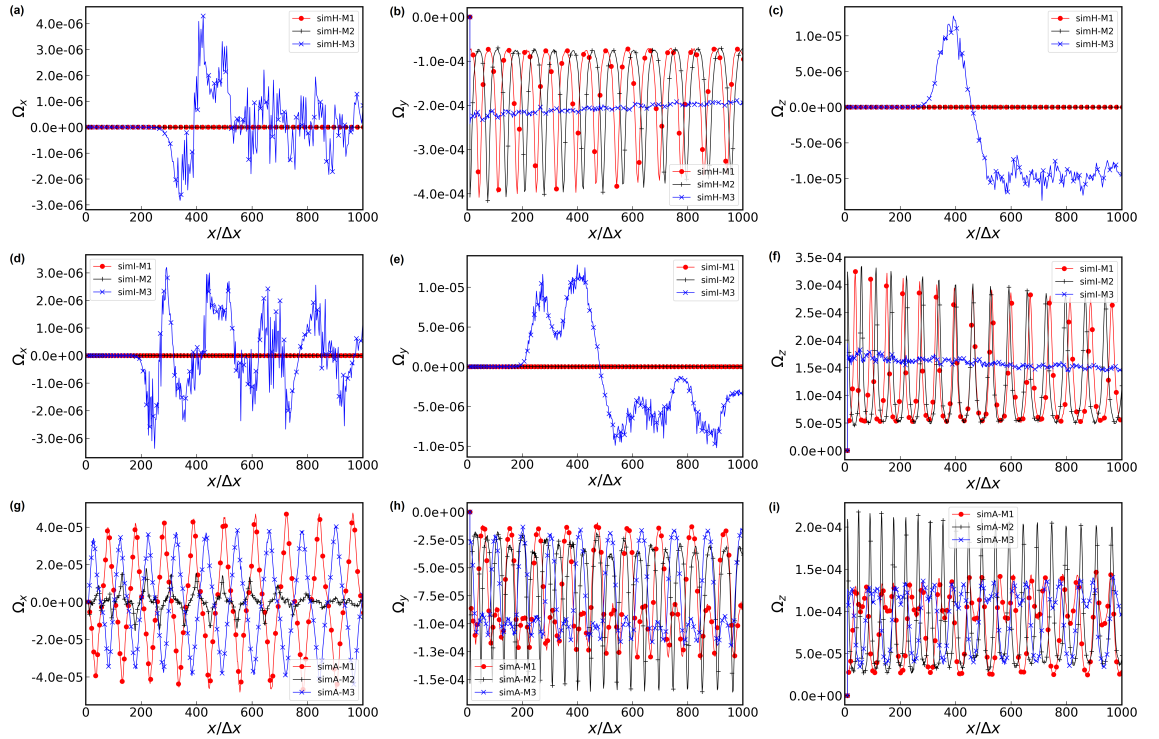 (a)
simH-M1
simH-M2
simH-M3
4.0e-06
3.0e-06
2.0e-06
1.0e-06
0.0e+00
-1.0e-06
-2.0e-06
-3.0e-06
Ωx
0 200 400 600 800 1000
x/Δx
(b)
0.0e+00
-1.0e-04
-2.0e-04
-3.0e-04
-4.0e-04
Ωy
simH-M1
simH-M2
simH-M3
0 200 400 600 800 1000
x/Δx
(c)
simH-M1
simH-M2
simH-M3
1.0e-05
5.0e-06
0.0e+00
-5.0e-06
-1.0e-05
Ωz
0 200 400 600 800 1000
x/Δx
(d)
simI-M1
simI-M2
simI-M3
3.0e-06
2.0e-06
1.0e-06
0.0e+00
-1.0e-06
-2.0e-06
-3.0e-06
Ωx
0 200 400 600 800 1000
x/Δx
(e)
simI-M1
simI-M2
simI-M3
1.0e-05
5.0e-06
0.0e+00
-5.0e-06
-1.0e-05
Ωy
0 200 400 600 800 1000
x/Δx
(f)
simI-M1
simI-M2
simI-M3
3.5e-04
3.0e-04
2.5e-04
2.0e-04
1.5e-04
1.0e-04
5.0e-05
0.0e+00
Ωz
0 200 400 600 800 1000
x/Δx
(g)
4.0e-05
2.0e-05
0.0e+00
-2.0e-05
-4.0e-05
Ωx
simA-M1
simA-M2
simA-M3
0 200 400 600 800 1000
x/Δx
(h)
0.0e+00
-2.5e-05
-5.0e-05
-7.5e-05
-1.0e-04
-1.3e-04
-1.5e-04
Ωy
simA-M1
simA-M2
simA-M3
0 200 400 600 800 1000
x/Δx
(i)
simA-M1
simA-M2
simA-M3
2.0e-04
1.5e-04
1.0e-04
5.0e-05
0.0e+00
Ωz
0 200 400 600 800 1000
x/Δx